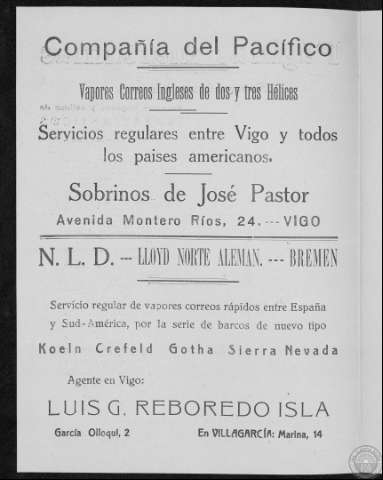 Compañía del Pacífico
Vapores Correos Ingleses de dos y tres Hélices
Servicios regulares entre Vigo y todos
los paises americanos.
Sobrinos de José Pastor
Avenida Montero Ríos, 24. --- VIGO
N. L. D. -- LLOYD NORTE ALEMAN. --- BREMEN
Servicio regular de vapores correos rápidos entre España
y Sud-América, por la serie de barcos de nuevo tipo
Koeln Crefeld Gotha Sierra Nevada
Agente en Vigo:
LUIS G. REBOREDO ISLA
García Olloqui, 2 En VILLAGARCÍA: Marina, 14